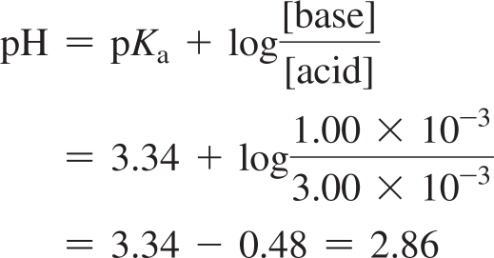 pH = pKₐ + log [base]/[acid]
= 3.34 + log 1.00 × 10⁻³/3.00 × 10⁻³
= 3.34 − 0.48 = 2.86